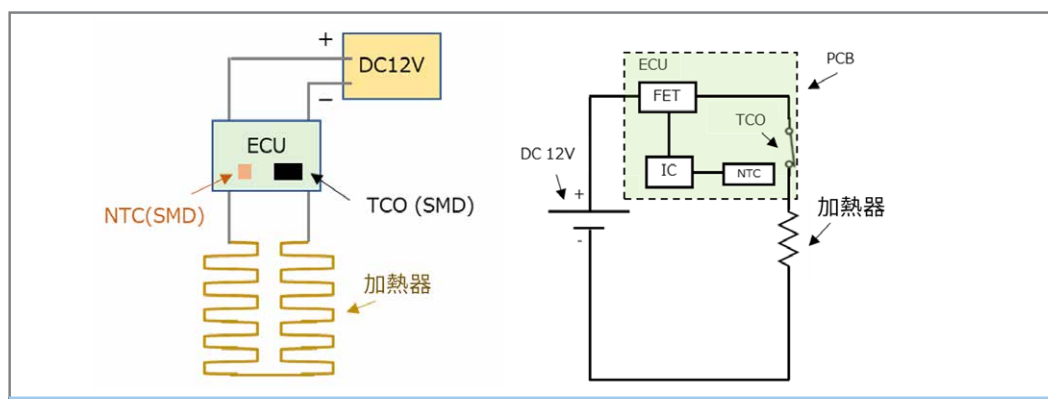 +
DC12V
−
ECU
NTC(SMD)
TCO (SMD)
加熱器
ECU
PCB
FET
TCO
DC 12V
IC
NTC
+
-
加熱器